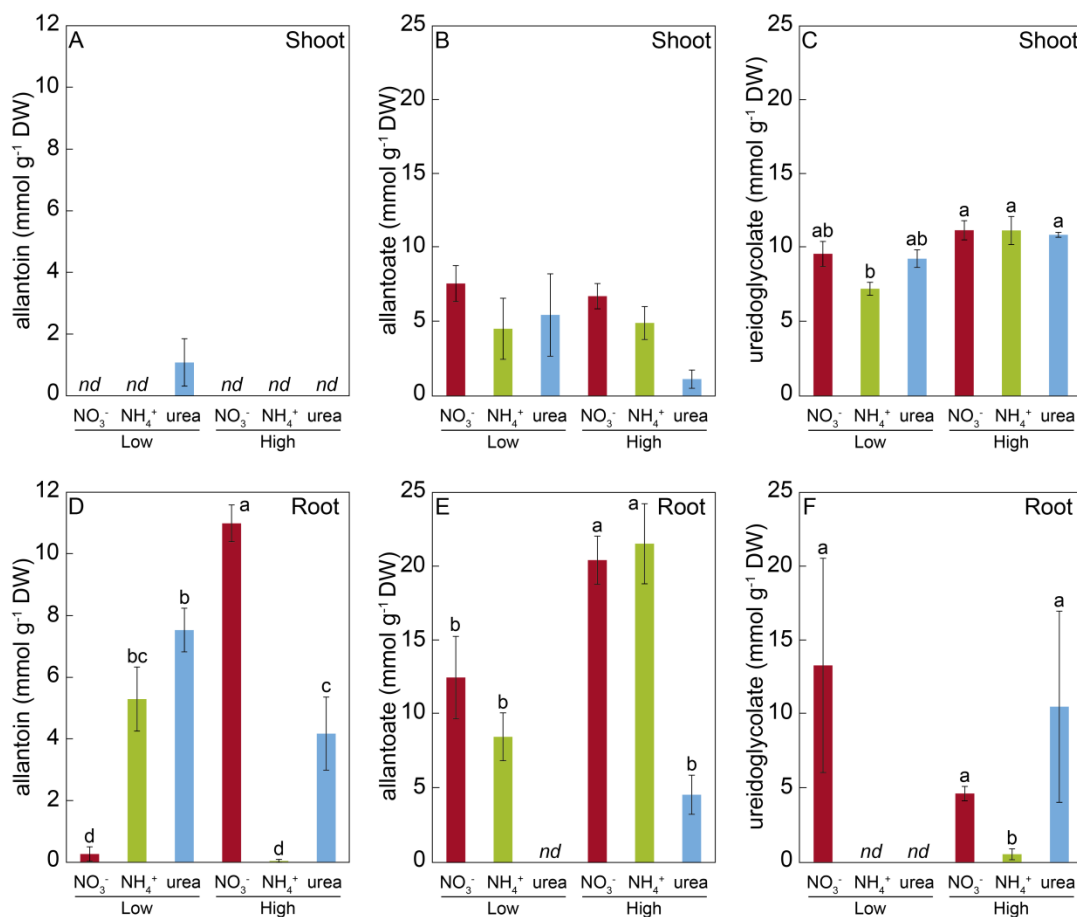 A Shoot
allantoin (mmol g⁻¹ DW)
12
10
8
6
4
2
0
nd nd nd nd nd
NO₃⁻ NH₄⁺ urea NO₃⁻ NH₄⁺ urea
Low High
B Shoot
allantoate (mmol g⁻¹ DW)
25
20
15
10
5
0
NO₃⁻ NH₄⁺ urea NO₃⁻ NH₄⁺ urea
Low High
C Shoot
ureidoglycolate (mmol g⁻¹ DW)
25
20
15
10
5
0
ab b ab a a a
NO₃⁻ NH₄⁺ urea NO₃⁻ NH₄⁺ urea
Low High
D Root
allantoin (mmol g⁻¹ DW)
12
10
8
6
4
2
0
d bc b a d c
NO₃⁻ NH₄⁺ urea NO₃⁻ NH₄⁺ urea
Low High
E Root
allantoate (mmol g⁻¹ DW)
25
20
15
10
5
0
b b nd a a b
NO₃⁻ NH₄⁺ urea NO₃⁻ NH₄⁺ urea
Low High
F Root
ureidoglycolate (mmol g⁻¹ DW)
25
20
15
10
5
0
a nd nd a b a
NO₃⁻ NH₄⁺ urea NO₃⁻ NH₄⁺ urea
Low High